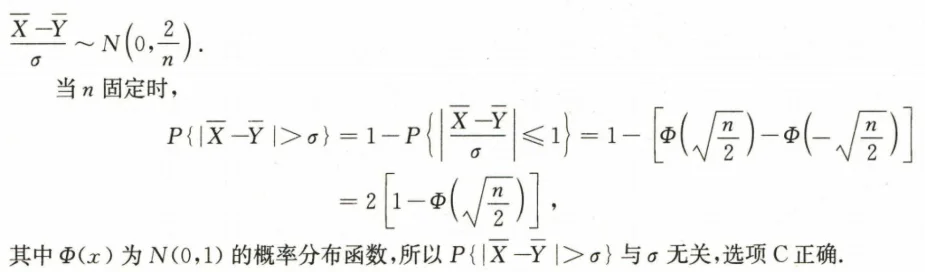 $\frac{\overline{X}-\overline{Y}}{\sigma} \sim N\left(0,\frac{2}{n}\right)$.
当 n 固定时,
$P\{|\overline{X}-\overline{Y}|>\sigma\}=1-P\left\{\left|\frac{\overline{X}-\overline{Y}}{\sigma}\right|\leqslant 1\right\}=1-\left[\Phi\left(\sqrt{\frac{n}{2}}\right)-\Phi\left(-\sqrt{\frac{n}{2}}\right)\right]$
$=2\left[1-\Phi\left(\sqrt{\frac{n}{2}}\right)\right]$,
其中 $\Phi(x)$ 为 $N(0,1)$ 的概率分布函数,所以 $P\{|\overline{X}-\overline{Y}|>\sigma\}$ 与 $\sigma$ 无关,选项 C 正确.